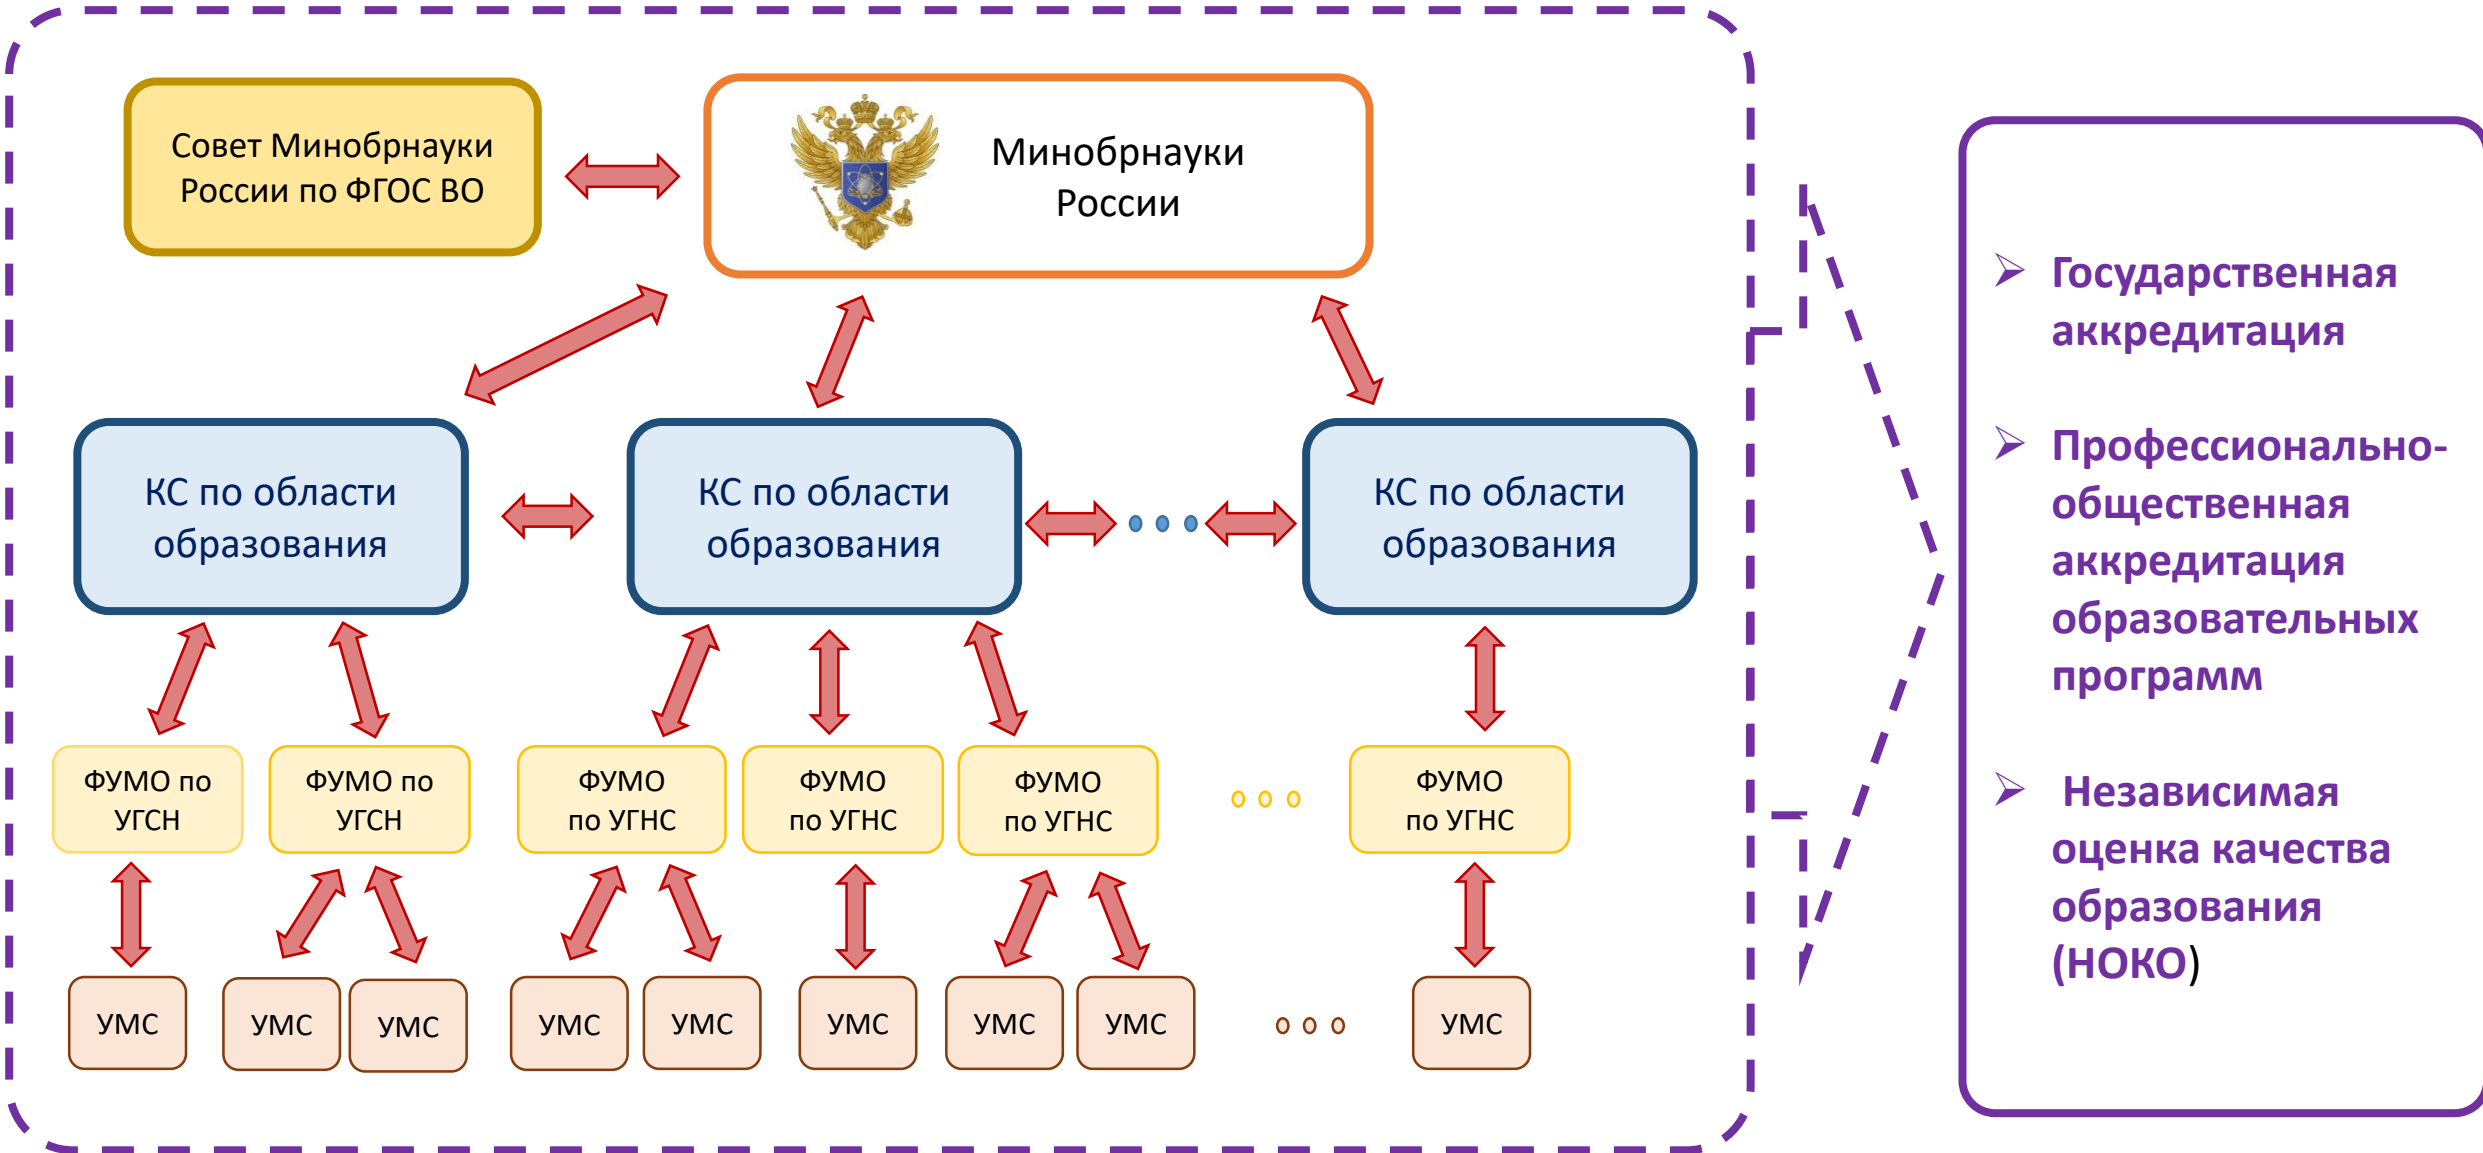 Совет Минобрнауки
России по ФГОС ВО
Минобрнауки
России
КС по области
образования
КС по области
образования
КС по области
образования
ФУМО по
УГСН
ФУМО по
УГСН
ФУМО
по УГНС
ФУМО
по УГНС
ФУМО
по УГНС
ФУМО
по УГНС
УМС
УМС
УМС
УМС
УМС
УМС
УМС
УМС
УМС
Государственная
аккредитация
Профессионально-
общественная
аккредитация
образовательных
программ
Независимая
оценка качества
образования
(НОКО)